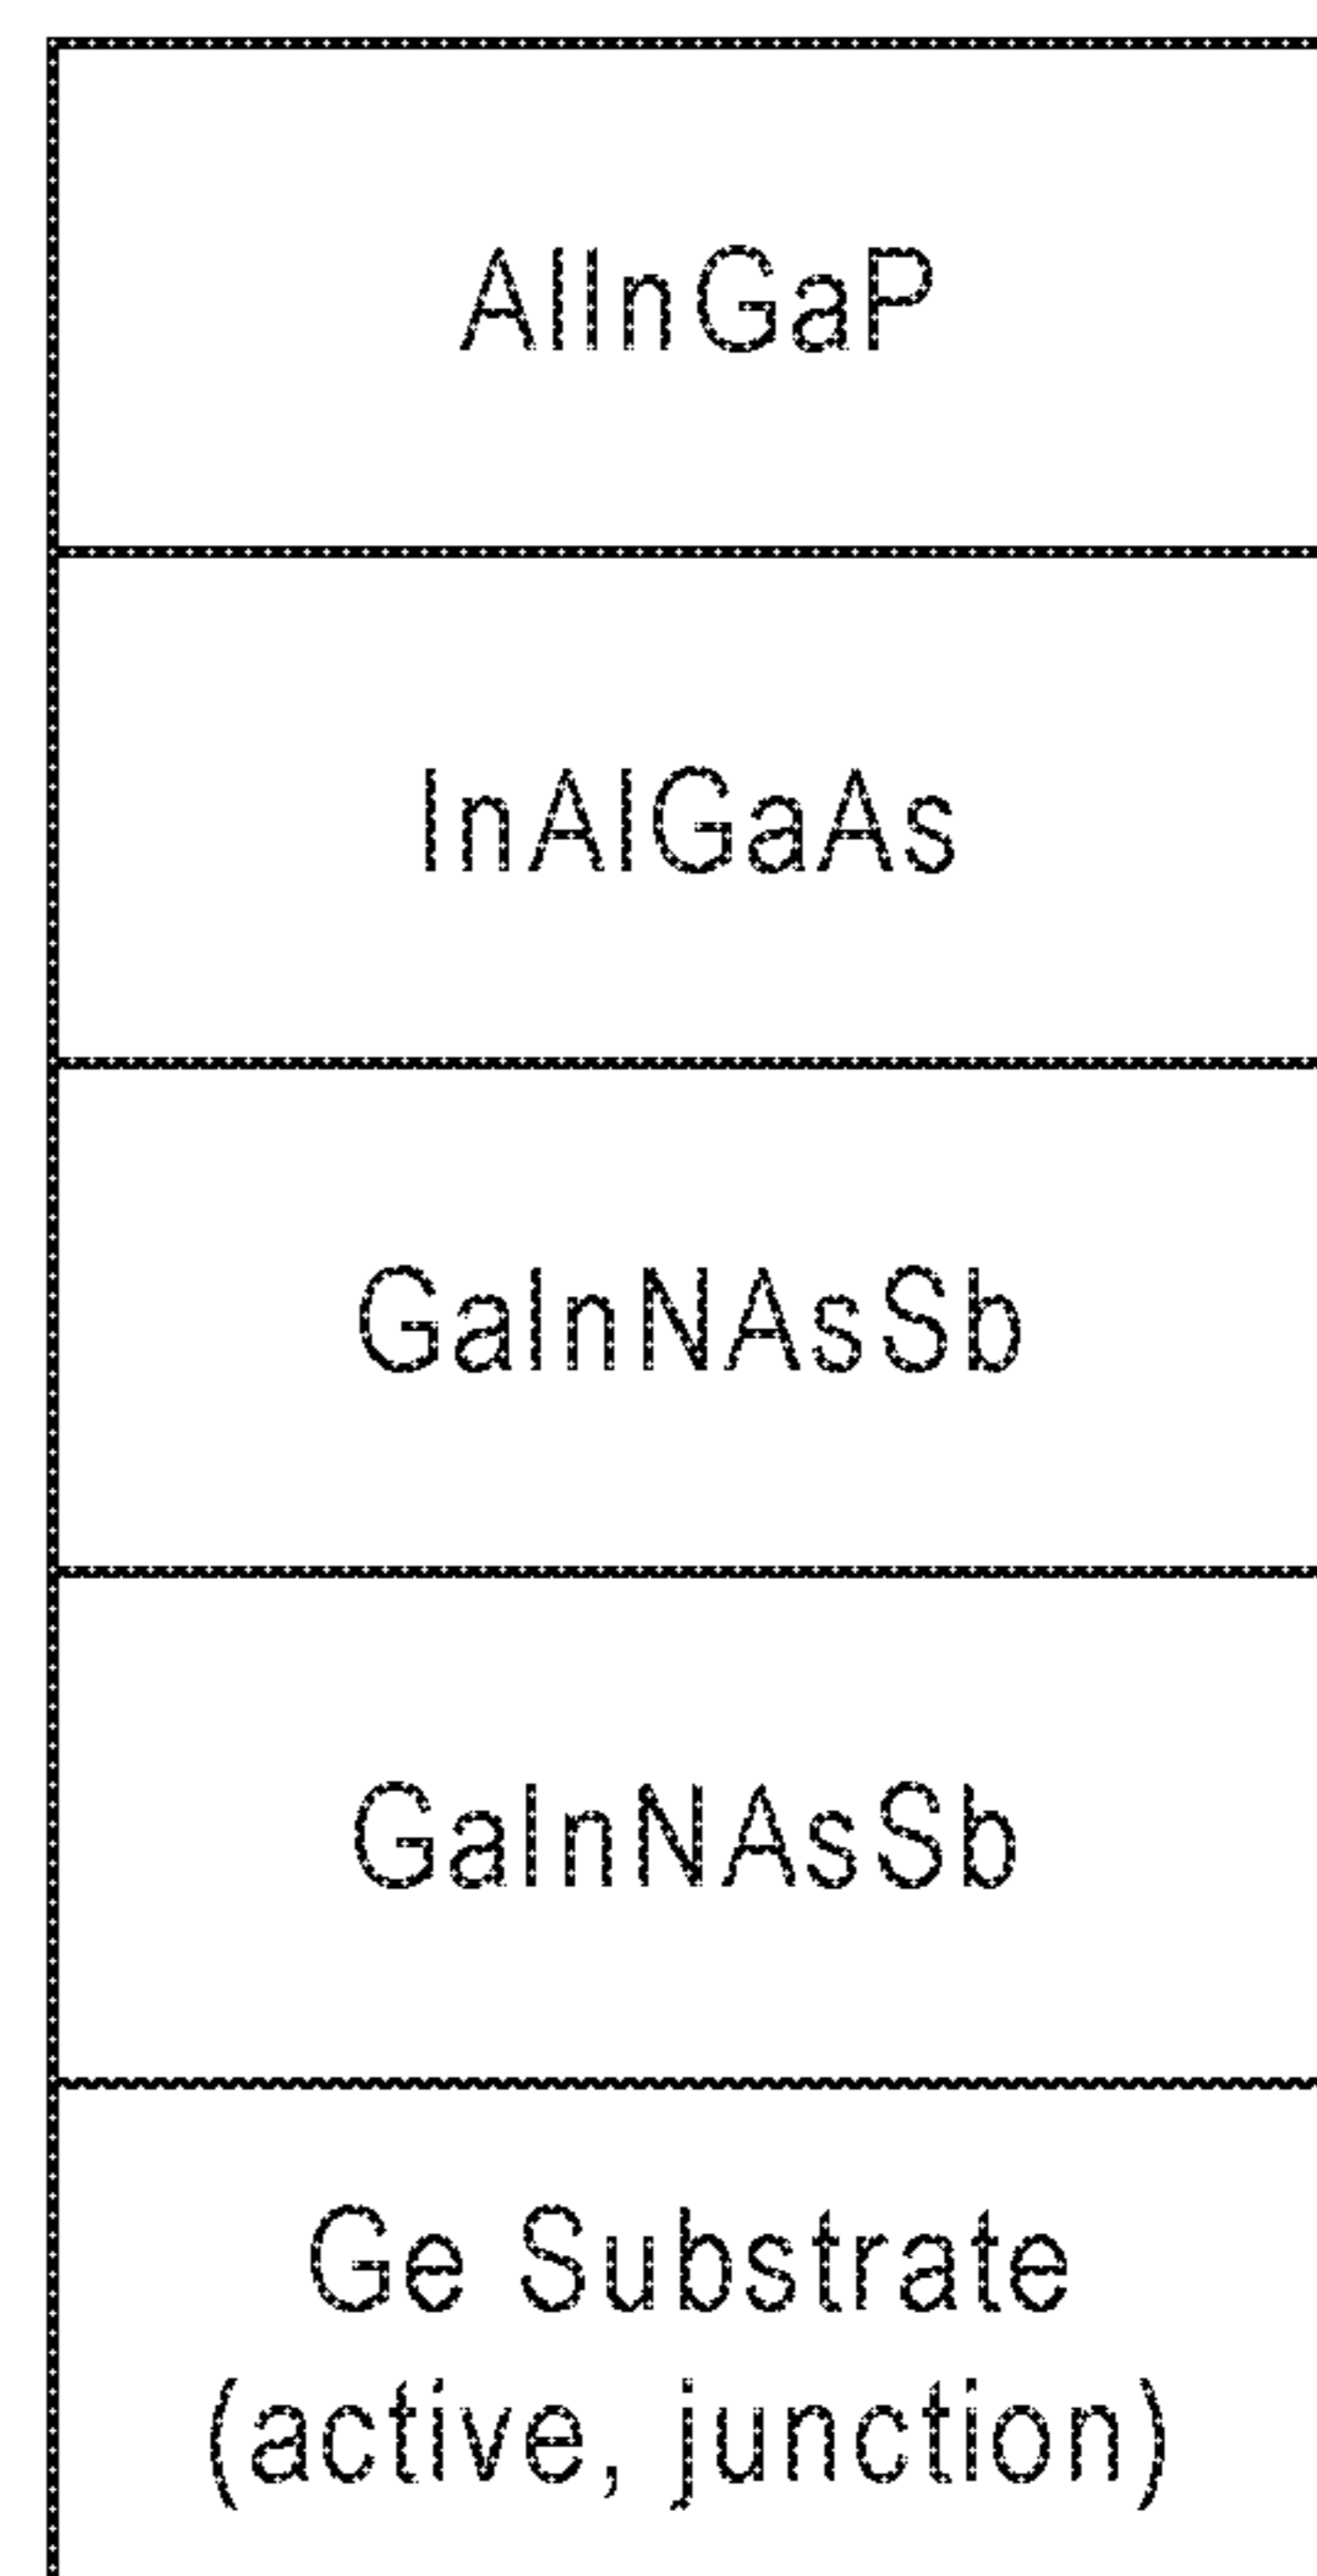 AlInGaP
InAlGaAs
GaInNAsSb
GaInNAsSb
Ge Substrate
(active, junction)